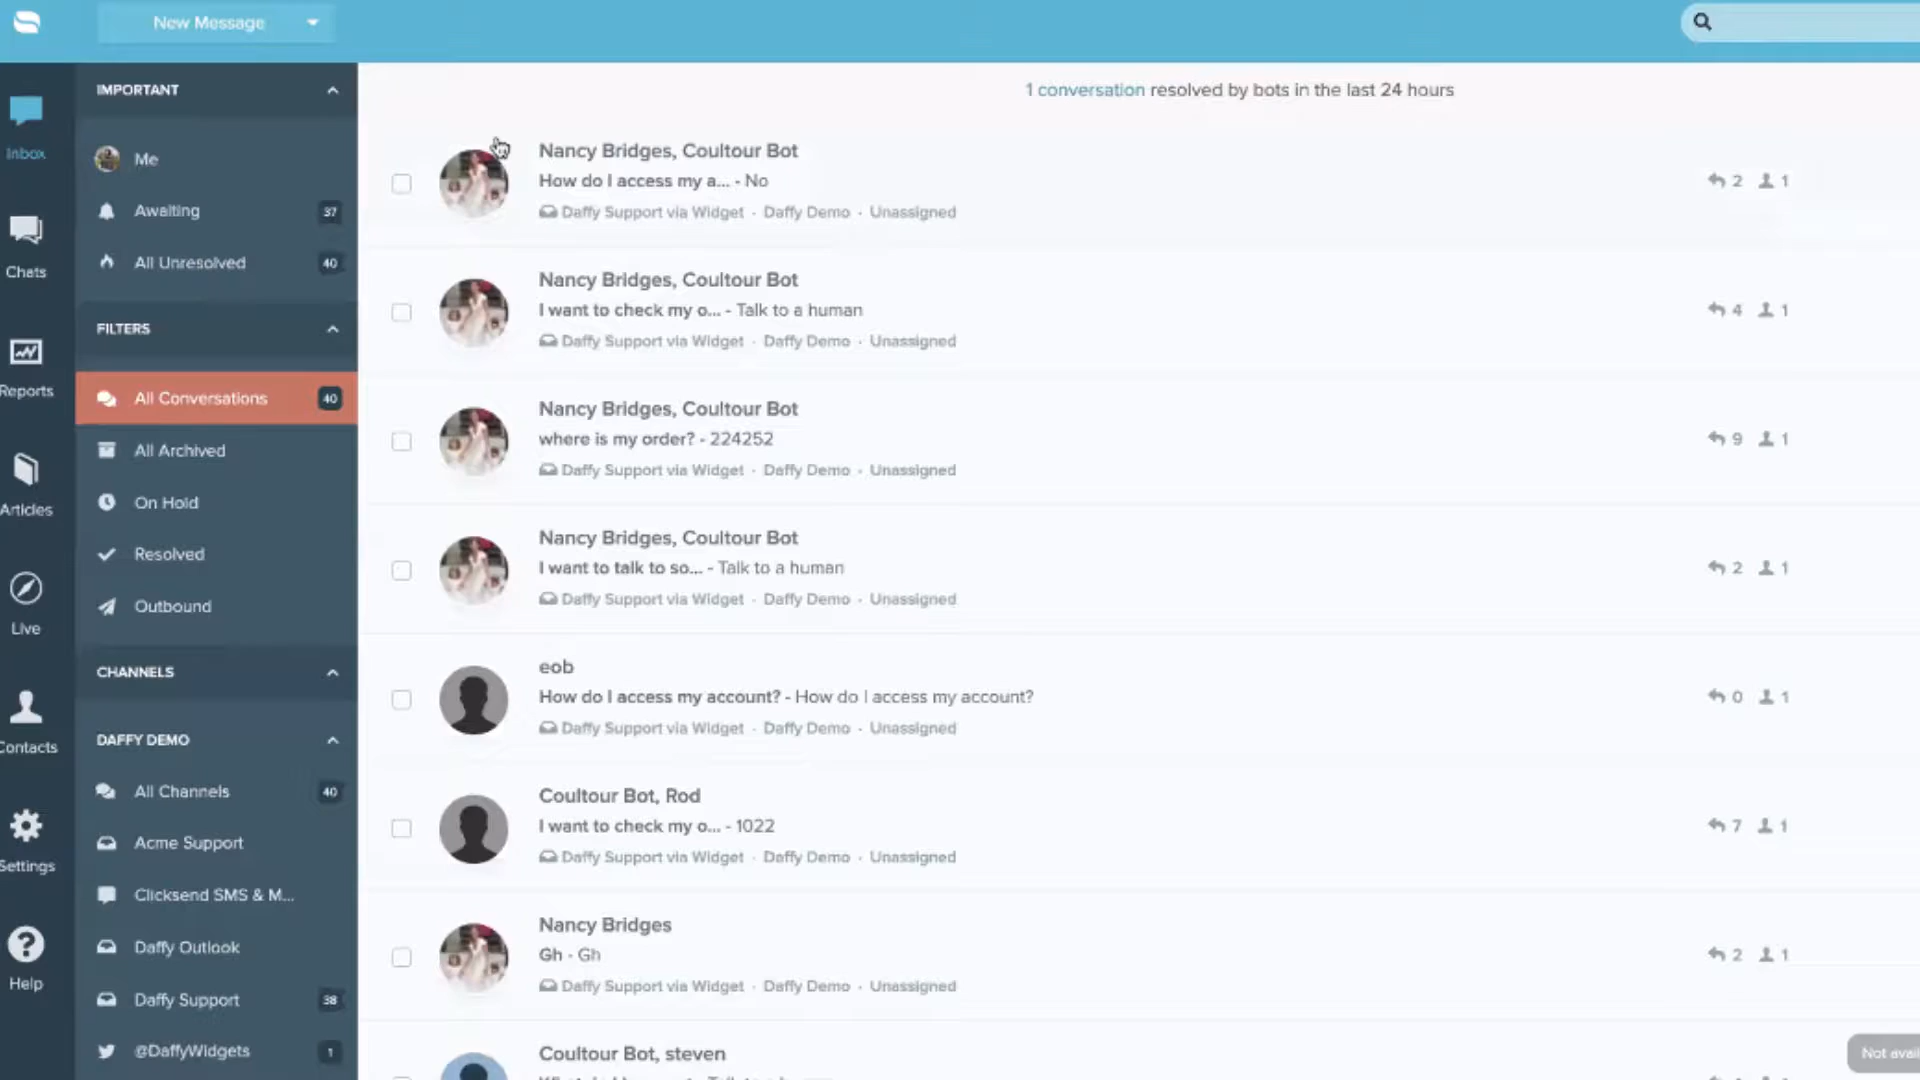 New Message
Inbox
Chats
Reports
Articles
Live
Contacts
Settings
Help
IMPORTANT
Me
Awaiting 37
All Unresolved 40
FILTERS
All Conversations 40
All Archived
On Hold
Resolved
Outbound
CHANNELS
DAFFY DEMO
All Channels 40
Acme Support
Clicksend SMS & M...
Daffy Outlook
Daffy Support 38
@DaffyWidgets 1
1 conversation resolved by bots in the last 24 hours
Nancy Bridges, Coultour Bot
How do I access my a... - No
Daffy Support via Widget · Daffy Demo · Unassigned
2 1
Nancy Bridges, Coultour Bot
I want to check my o... - Talk to a human
Daffy Support via Widget · Daffy Demo · Unassigned
4 1
Nancy Bridges, Coultour Bot
where is my order? - 224252
Daffy Support via Widget · Daffy Demo · Unassigned
9 1
Nancy Bridges, Coultour Bot
I want to talk to so... - Talk to a human
Daffy Support via Widget · Daffy Demo · Unassigned
2 1
eob
How do I access my account? - How do I access my account?
Daffy Support via Widget · Daffy Demo · Unassigned
0 1
Coultour Bot, Rod
I want to check my o... - 1022
Daffy Support via Widget · Daffy Demo · Unassigned
7 1
Nancy Bridges
Gh - Gh
Daffy Support via Widget · Daffy Demo · Unassigned
2 1
Coultour Bot, steven
Not avai